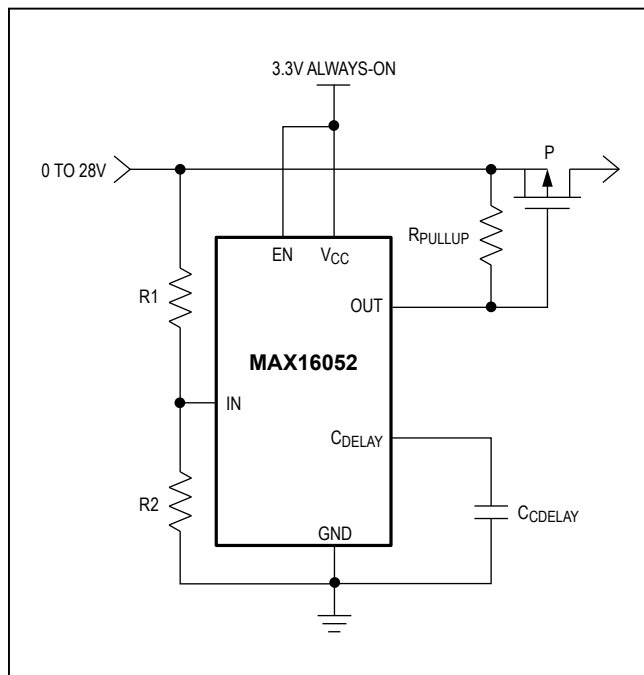 3.3V ALWAYS-ON
0 TO 28V
P
RPULLUP
EN
VCC
R1
OUT
MAX16052
IN
CDELAY
R2
CCDELAY
GND